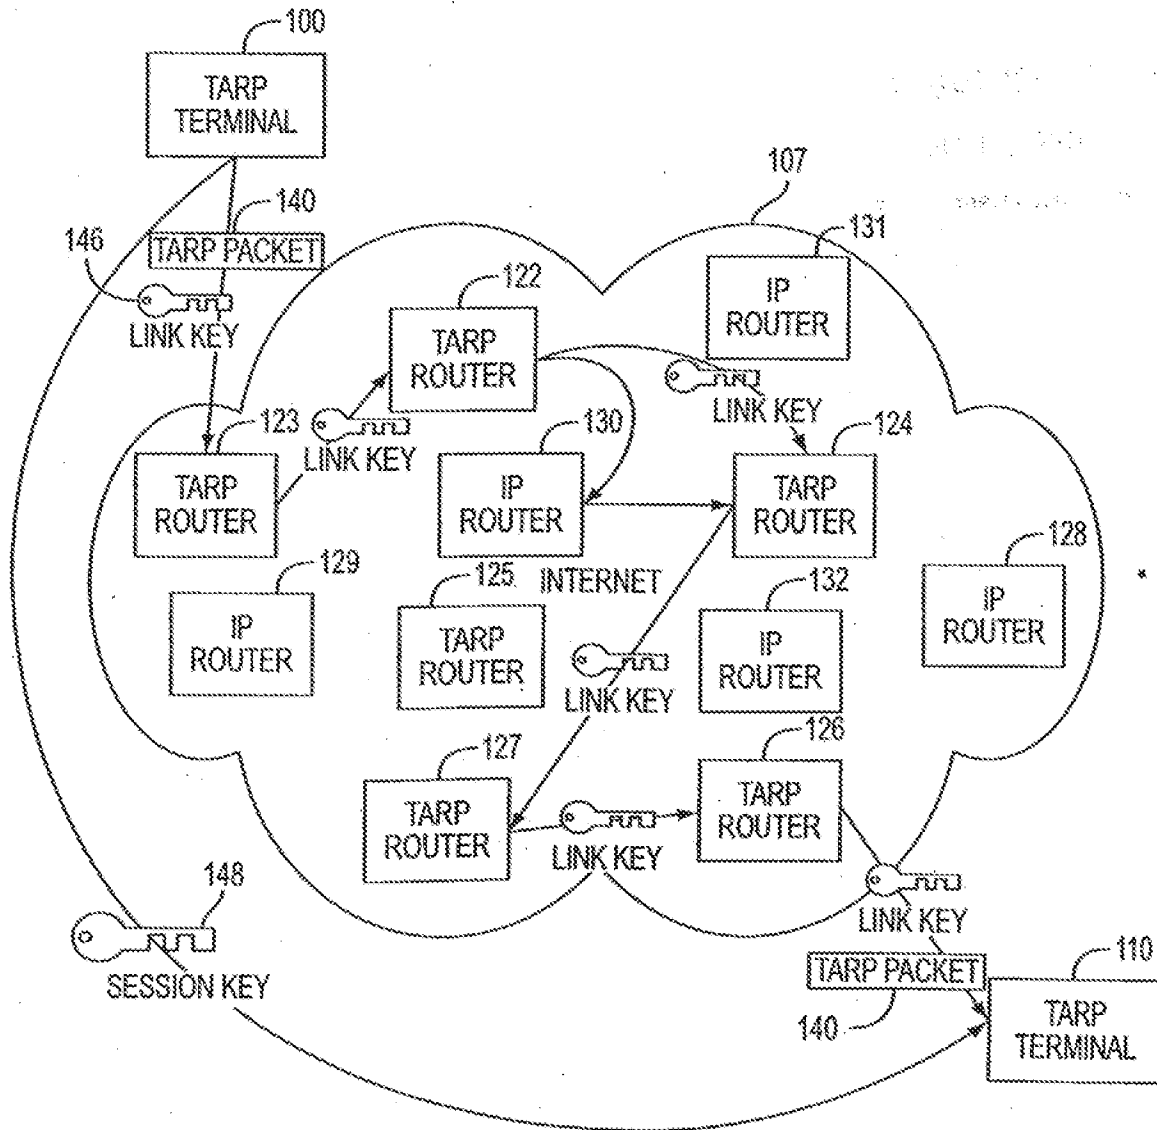 100
TARP
TERMINAL
140
TARP PACKET
146
LINK KEY
107
131
IP
ROUTER
122
TARP
ROUTER
LINK KEY
123
TARP
ROUTER
LINK KEY
130
IP
ROUTER
124
TARP
ROUTER
129
IP
ROUTER
125
TARP
ROUTER
INTERNET
LINK KEY
132
IP
ROUTER
128
IP
ROUTER
127
TARP
ROUTER
LINK KEY
126
TARP
ROUTER
LINK KEY
148
SESSION KEY
TARP PACKET
140
110
TARP
TERMINAL